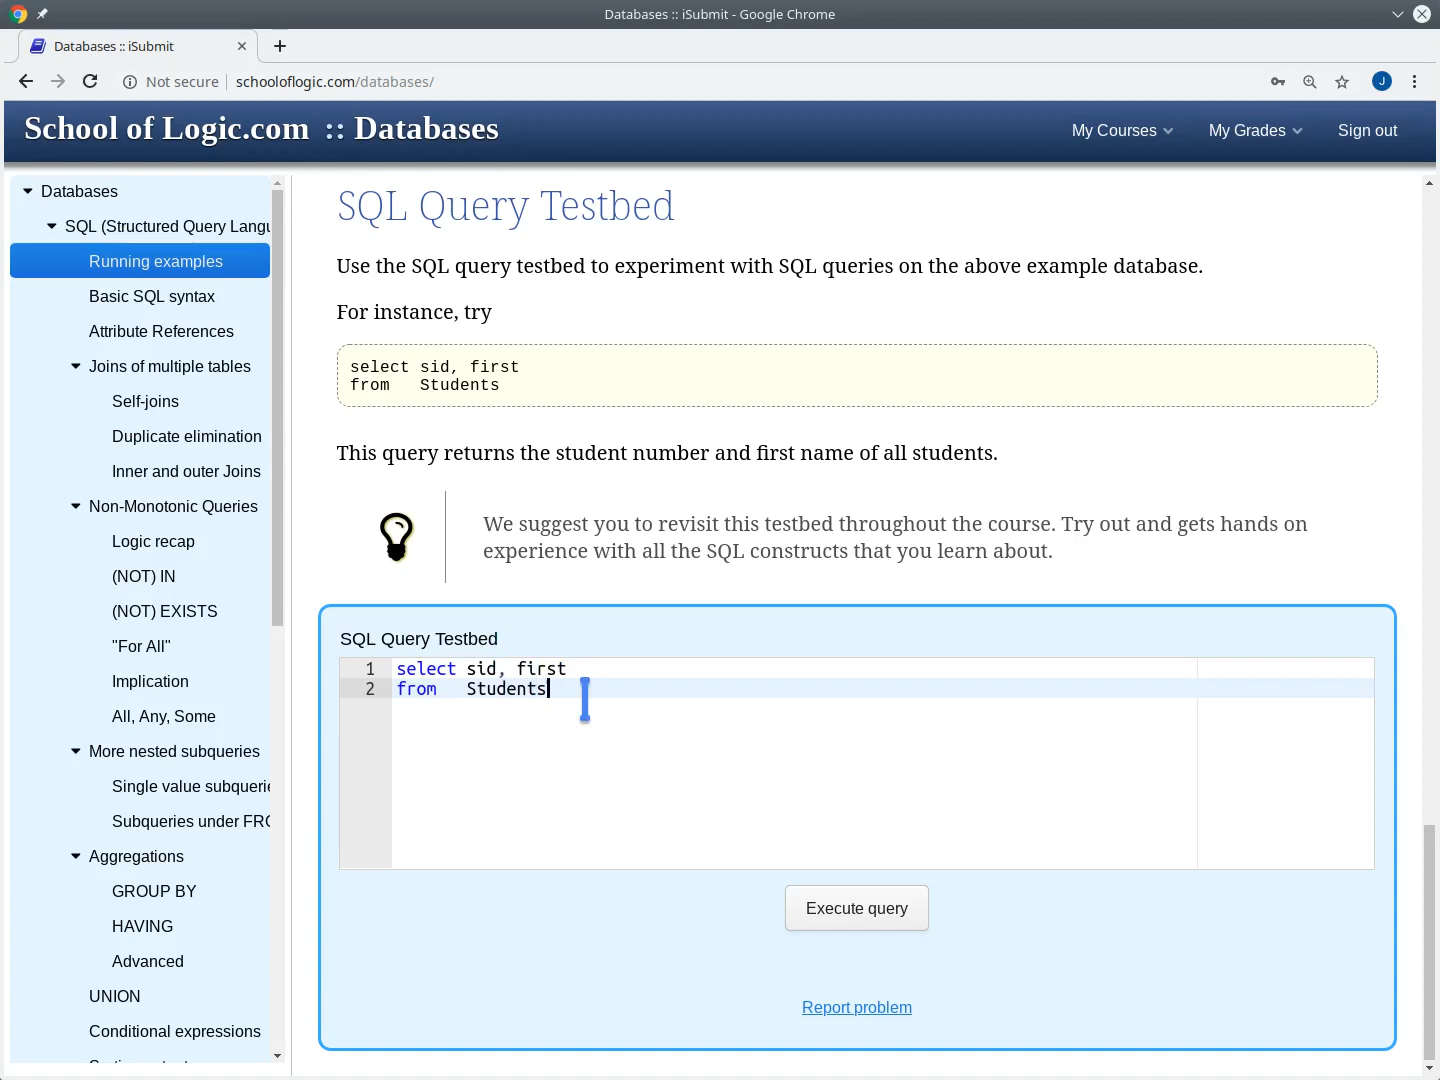 Databases :: iSubmit - Google Chrome
Databases :: iSubmit
Not secure
schooloflogic.com/databases/
J
School of Logic.com :: Databases
My Courses
My Grades
Sign out
Databases
SQL (Structured Query Langu
Running examples
Basic SQL syntax
Attribute References
Joins of multiple tables
Self-joins
Duplicate elimination
Inner and outer Joins
Non-Monotonic Queries
Logic recap
(NOT) IN
(NOT) EXISTS
"For All"
Implication
All, Any, Some
More nested subqueries
Single value subquerie
Subqueries under FRO
Aggregations
GROUP BY
HAVING
Advanced
UNION
Conditional expressions
SQL Query Testbed
Use the SQL query testbed to experiment with SQL queries on the above example database.
For instance, try
select sid, first
from   Students
This query returns the student number and first name of all students.
We suggest you to revisit this testbed throughout the course. Try out and gets hands on
experience with all the SQL constructs that you learn about.
SQL Query Testbed
1 select sid, first
2 from   Students
Execute query
Report problem